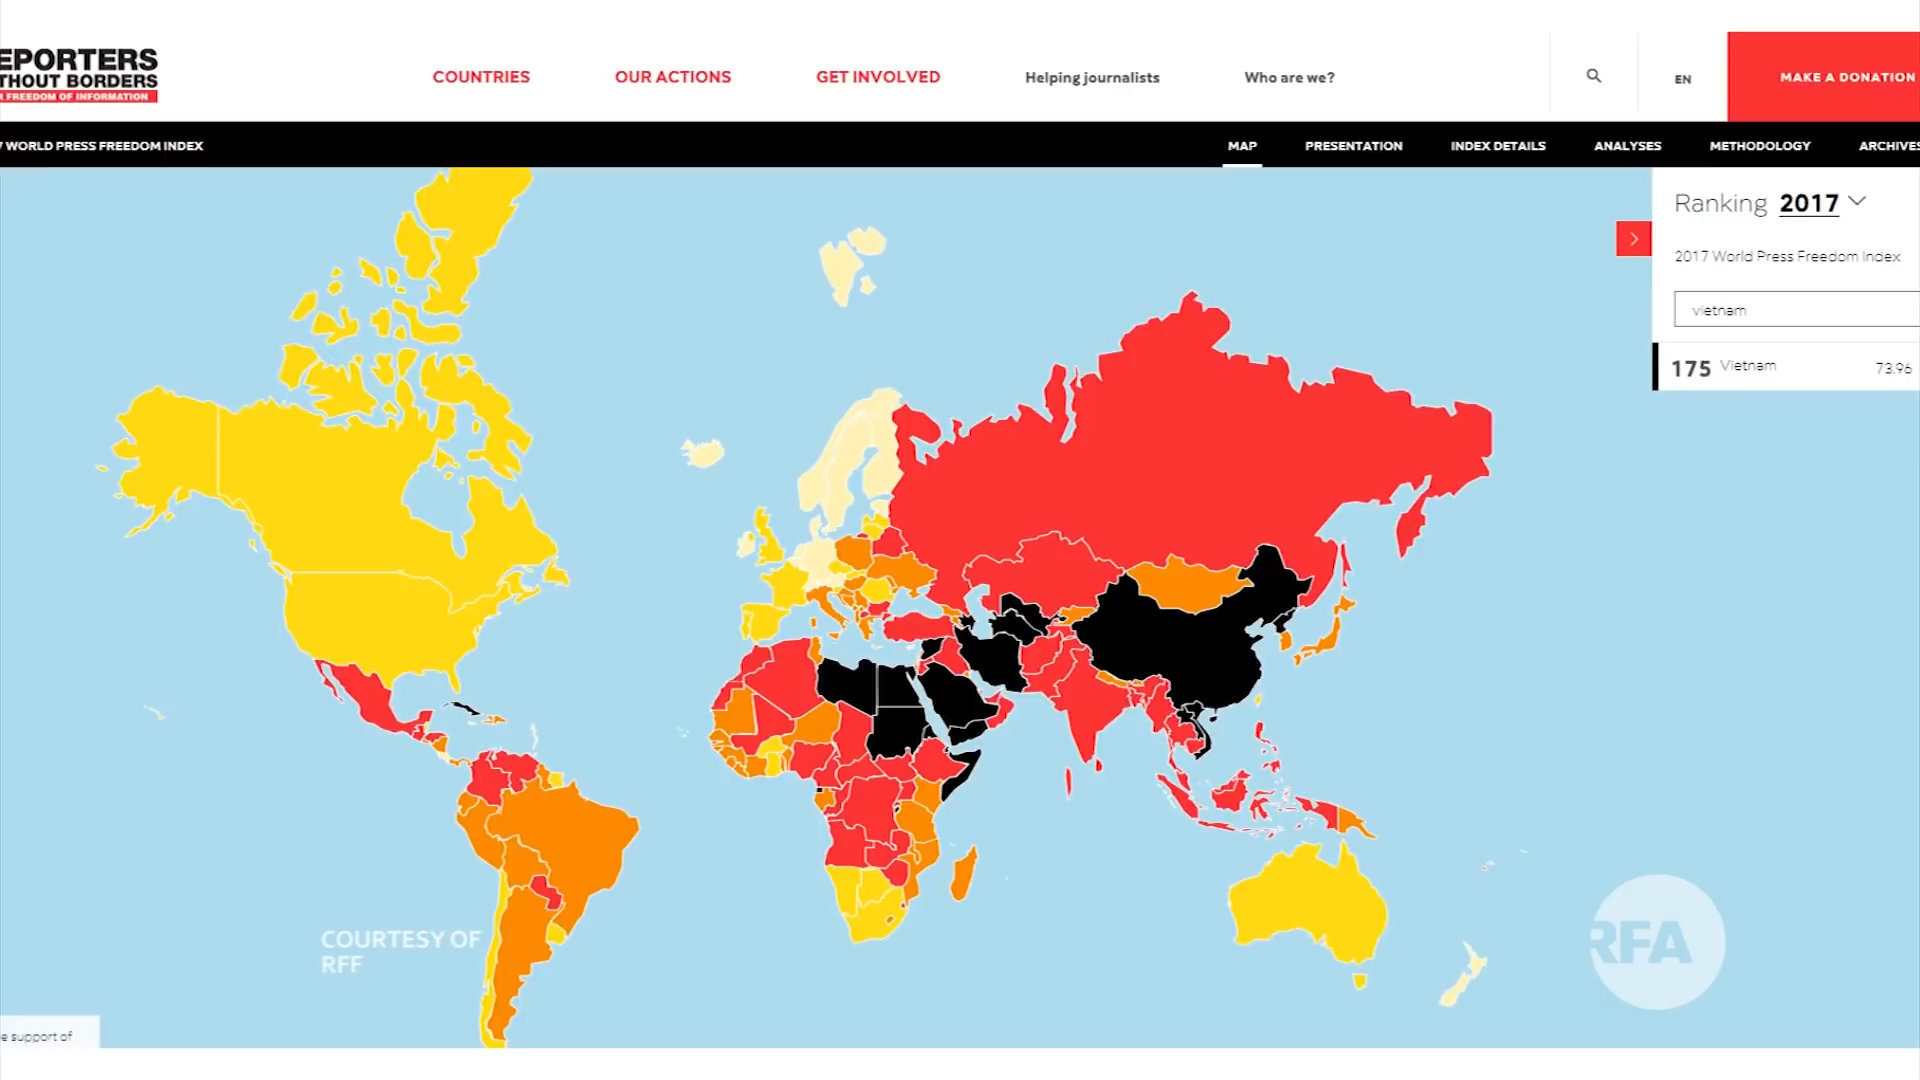 EPORTERS
THOUT BORDERS
R FREEDOM OF INFORMATION
COUNTRIES
OUR ACTIONS
GET INVOLVED
Helping journalists
Who are we?
EN
MAKE A DONATION
7 WORLD PRESS FREEDOM INDEX
MAP
PRESENTATION
INDEX DETAILS
ANALYSES
METHODOLOGY
ARCHIVES
Ranking 2017
2017 World Press Freedom Index
vietnam
175 Vietnam 73.96
COURTESY OF
RFF
RFA
e support of